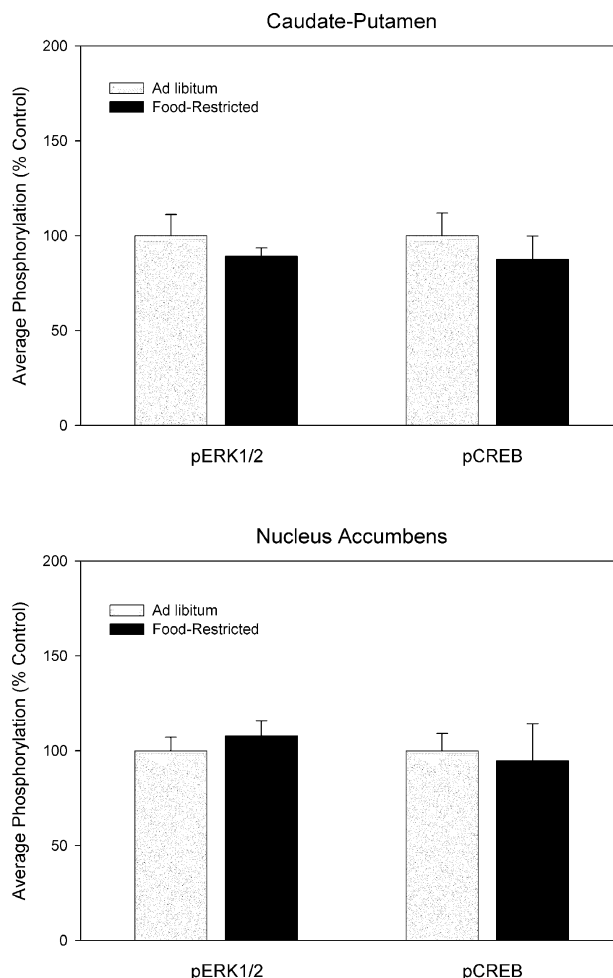 Caudate-Putamen
200
150
100
50
0
Average Phosphorylation (% Control)
Ad libitum
Food-Restricted
pERK1/2 pCREB
Nucleus Accumbens
200
150
100
50
0
Average Phosphorylation (% Control)
Ad libitum
Food-Restricted
pERK1/2 pCREB